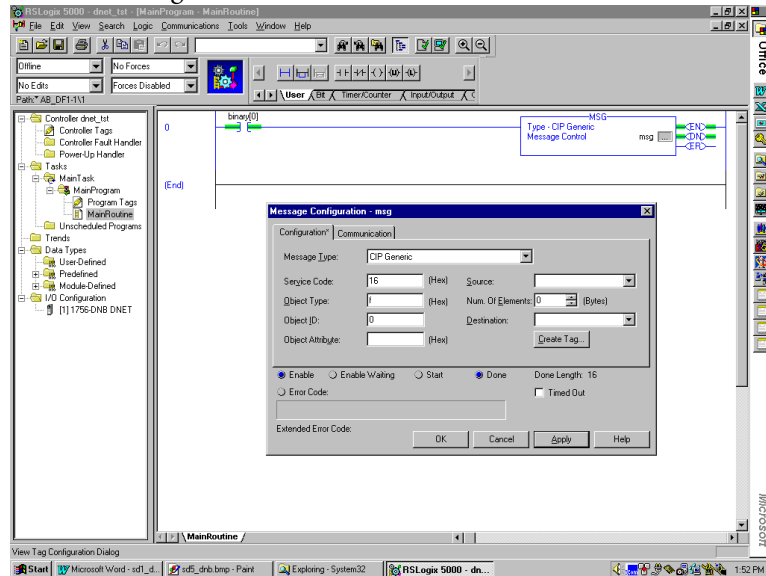 RSLogix 5000 - dnet_tst - [MainProgram - MainRoutine]
File Edit View Search Logic Communications Tools Window Help
Offline
No Forces
No Edits
Forces Disabled
Path: AB_DF1-1\1
User
Bit
Timer/Counter
Input/Output
Office
Controller dnet_tst
Controller Tags
Controller Fault Handler
Power-Up Handler
Tasks
MainTask
MainProgram
Program Tags
MainRoutine
Unscheduled Programs
Trends
Data Types
User-Defined
Predefined
Module-Defined
I/O Configuration
[1] 1756-DNB DNET
0
binary[0]
MSG
Type - CIP Generic
Message Control msg ...
EN
DN
ER
(End)
Message Configuration - msg
Configuration* Communication
Message Type: CIP Generic
Service Code: 16 (Hex) Source:
Object Type: f (Hex) Num. Of Elements: 0 (Bytes)
Object ID: 0 Destination:
Object Attribute: (Hex) Create Tag...
Enable Enable Waiting Start Done Done Length: 16
Error Code: Timed Out
Extended Error Code:
OK Cancel Apply Help
MainRoutine
Microsoft
View Tag Configuration Dialog
Start Microsoft Word - sd1_d... sd5_dnb.bmp - Paint Exploring - System32 RSLogix 5000 - dn... 1:52 PM